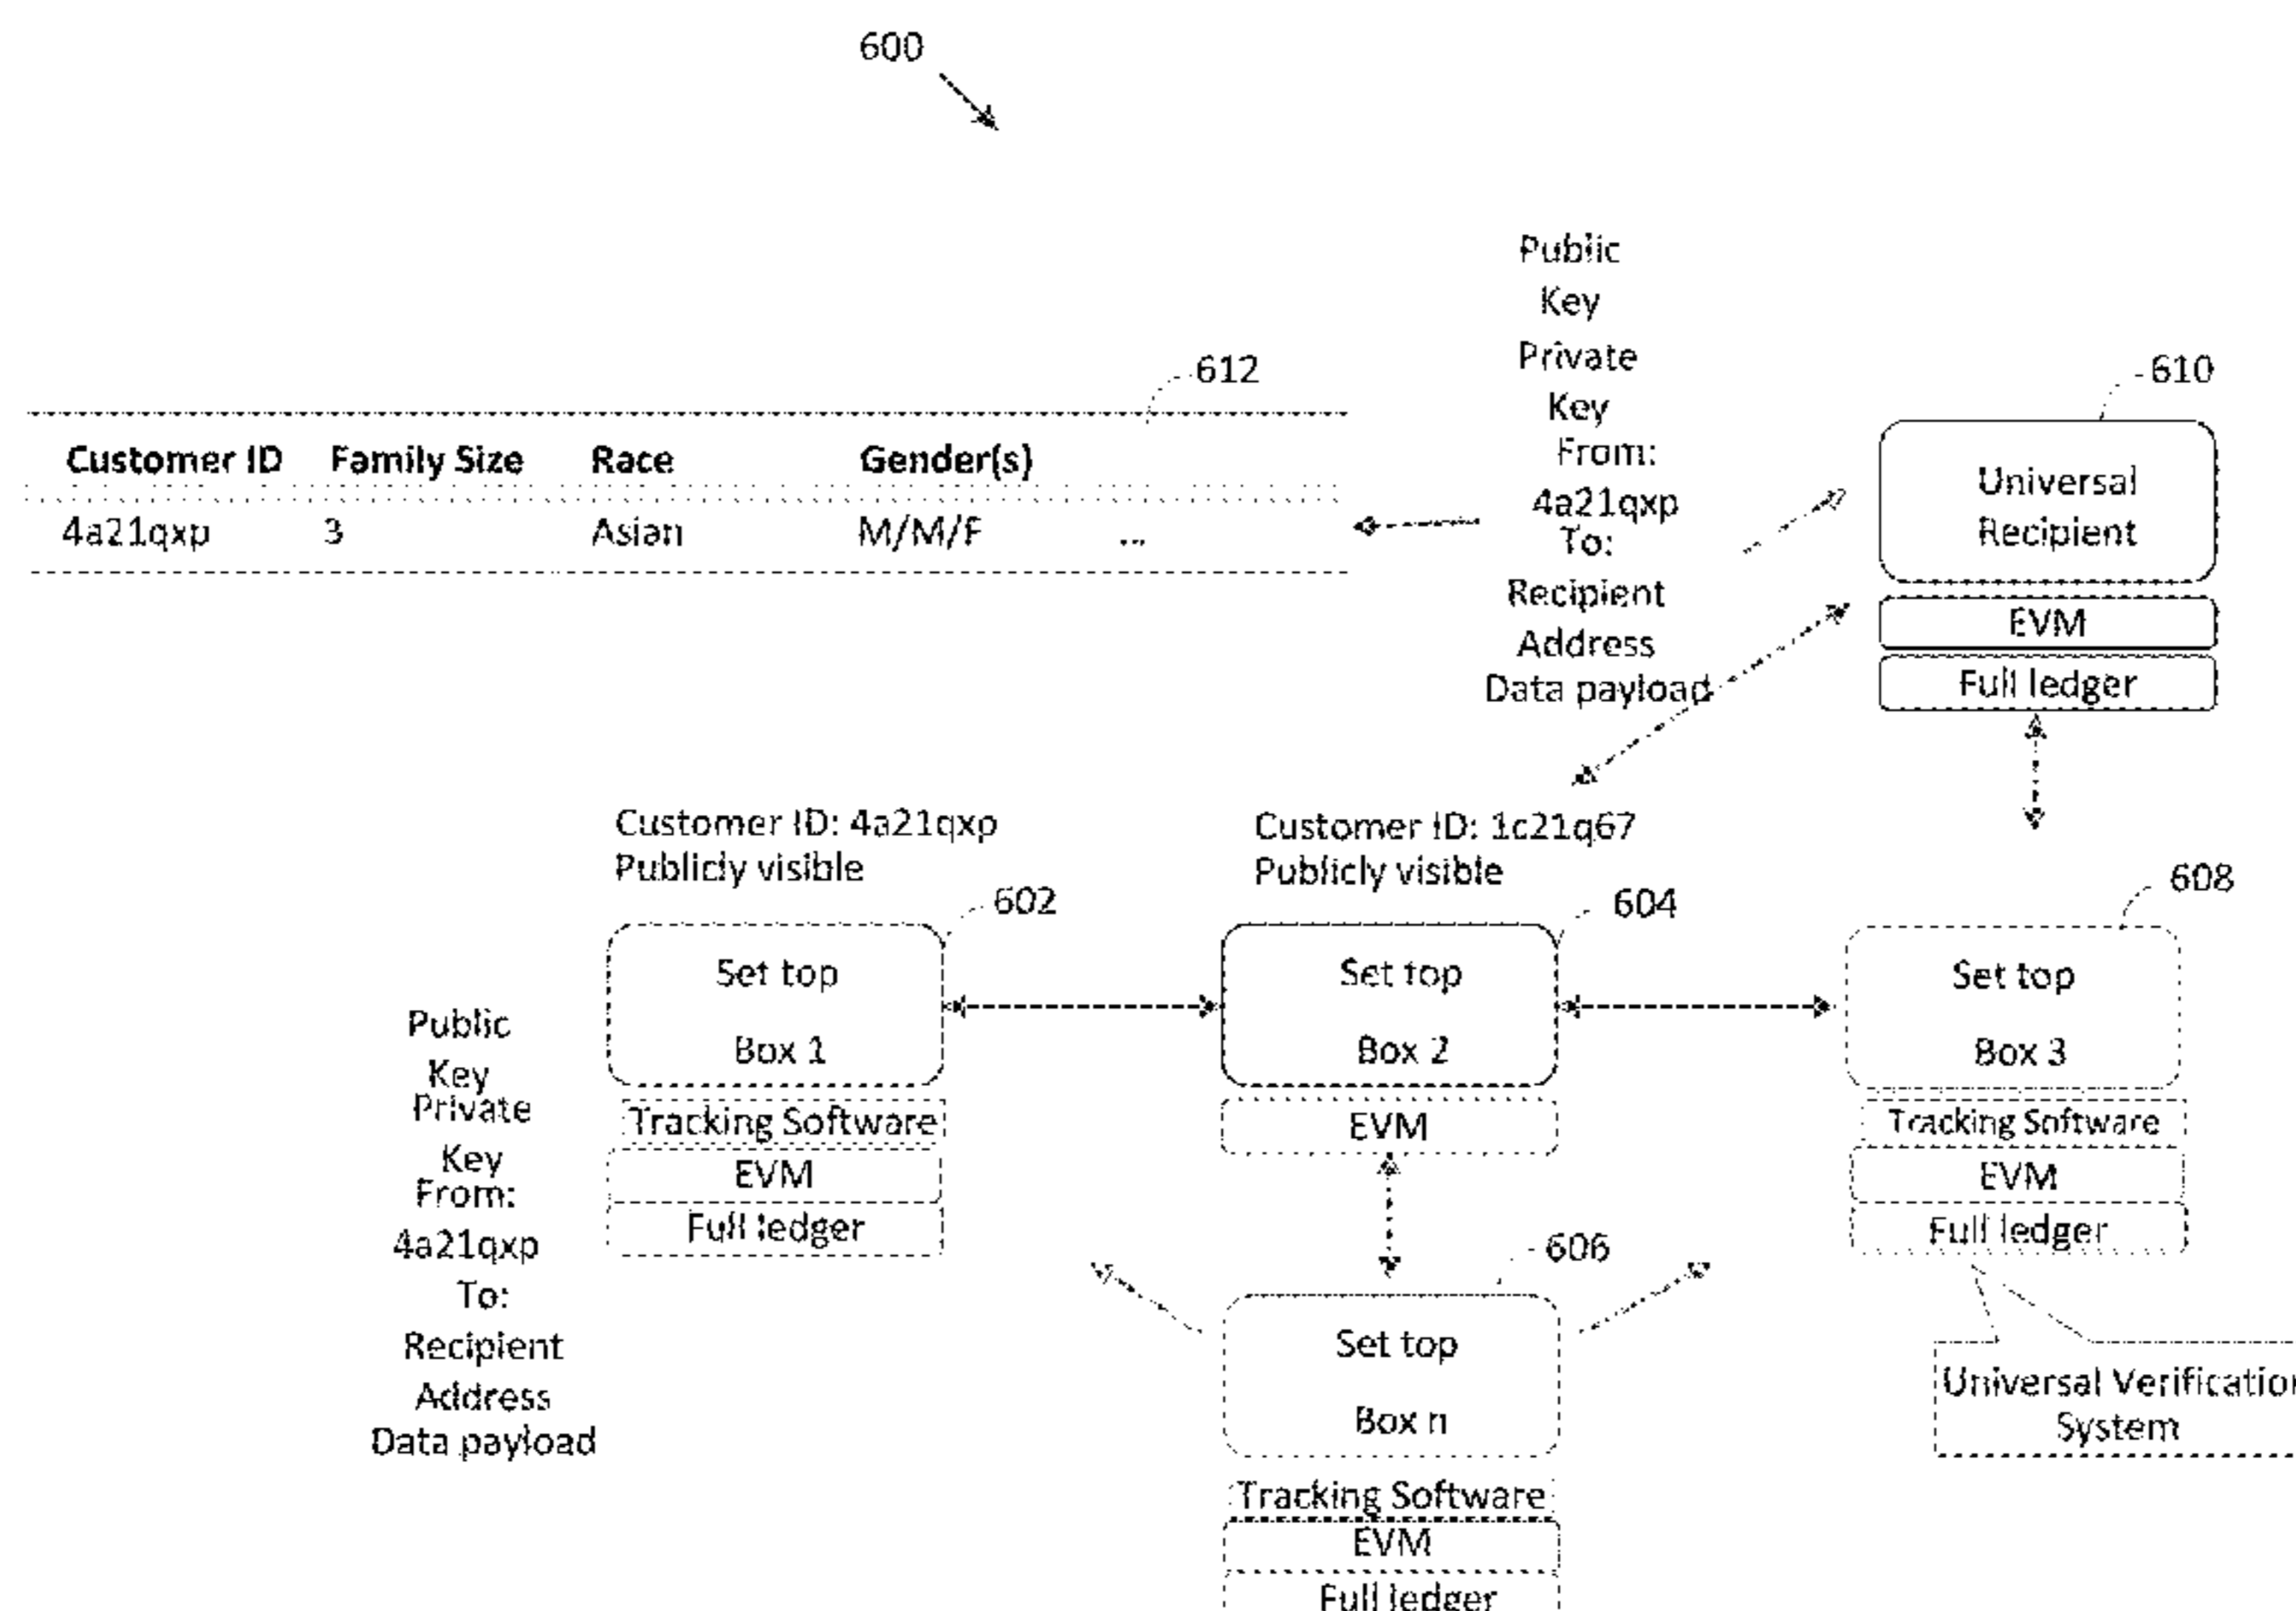 600
Public
Key
Private
Key
From:
4a21qxp
To:
Recipient
Address
Data payload
612
Customer ID Family Size Race Gender(s)
4a21qxp 3 Asian M/M/F ...
610
Universal
Recipient
EVM
Full ledger
Customer ID: 4a21qxp
Publicly visible
Customer ID: 1c21q67
Publicly visible
602
604
608
Set top
Box 1
Tracking Software
EVM
Full ledger
Set top
Box 2
EVM
Set top
Box 3
Tracking Software
EVM
Full ledger
Public
Key
Private
Key
From:
4a21qxp
To:
Recipient
Address
Data payload
606
Set top
Box n
Tracking Software
EVM
Full ledger
Universal Verification
System